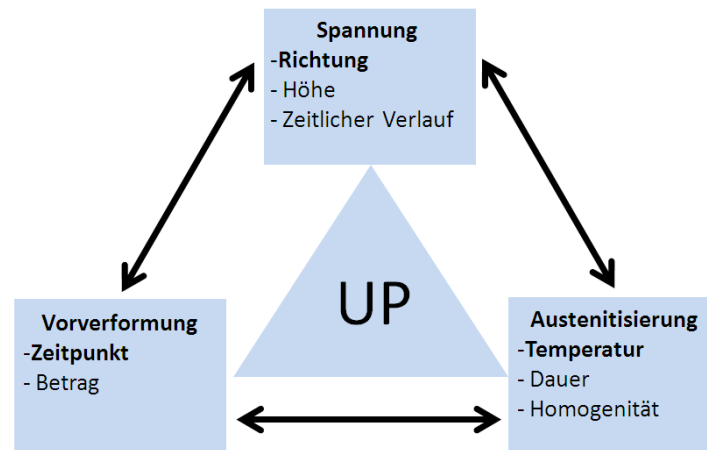 Spannung
-Richtung
- Höhe
- Zeitlicher Verlauf
UP
Vorverformung
-Zeitpunkt
- Betrag
Austenitisierung
-Temperatur
- Dauer
- Homogenität